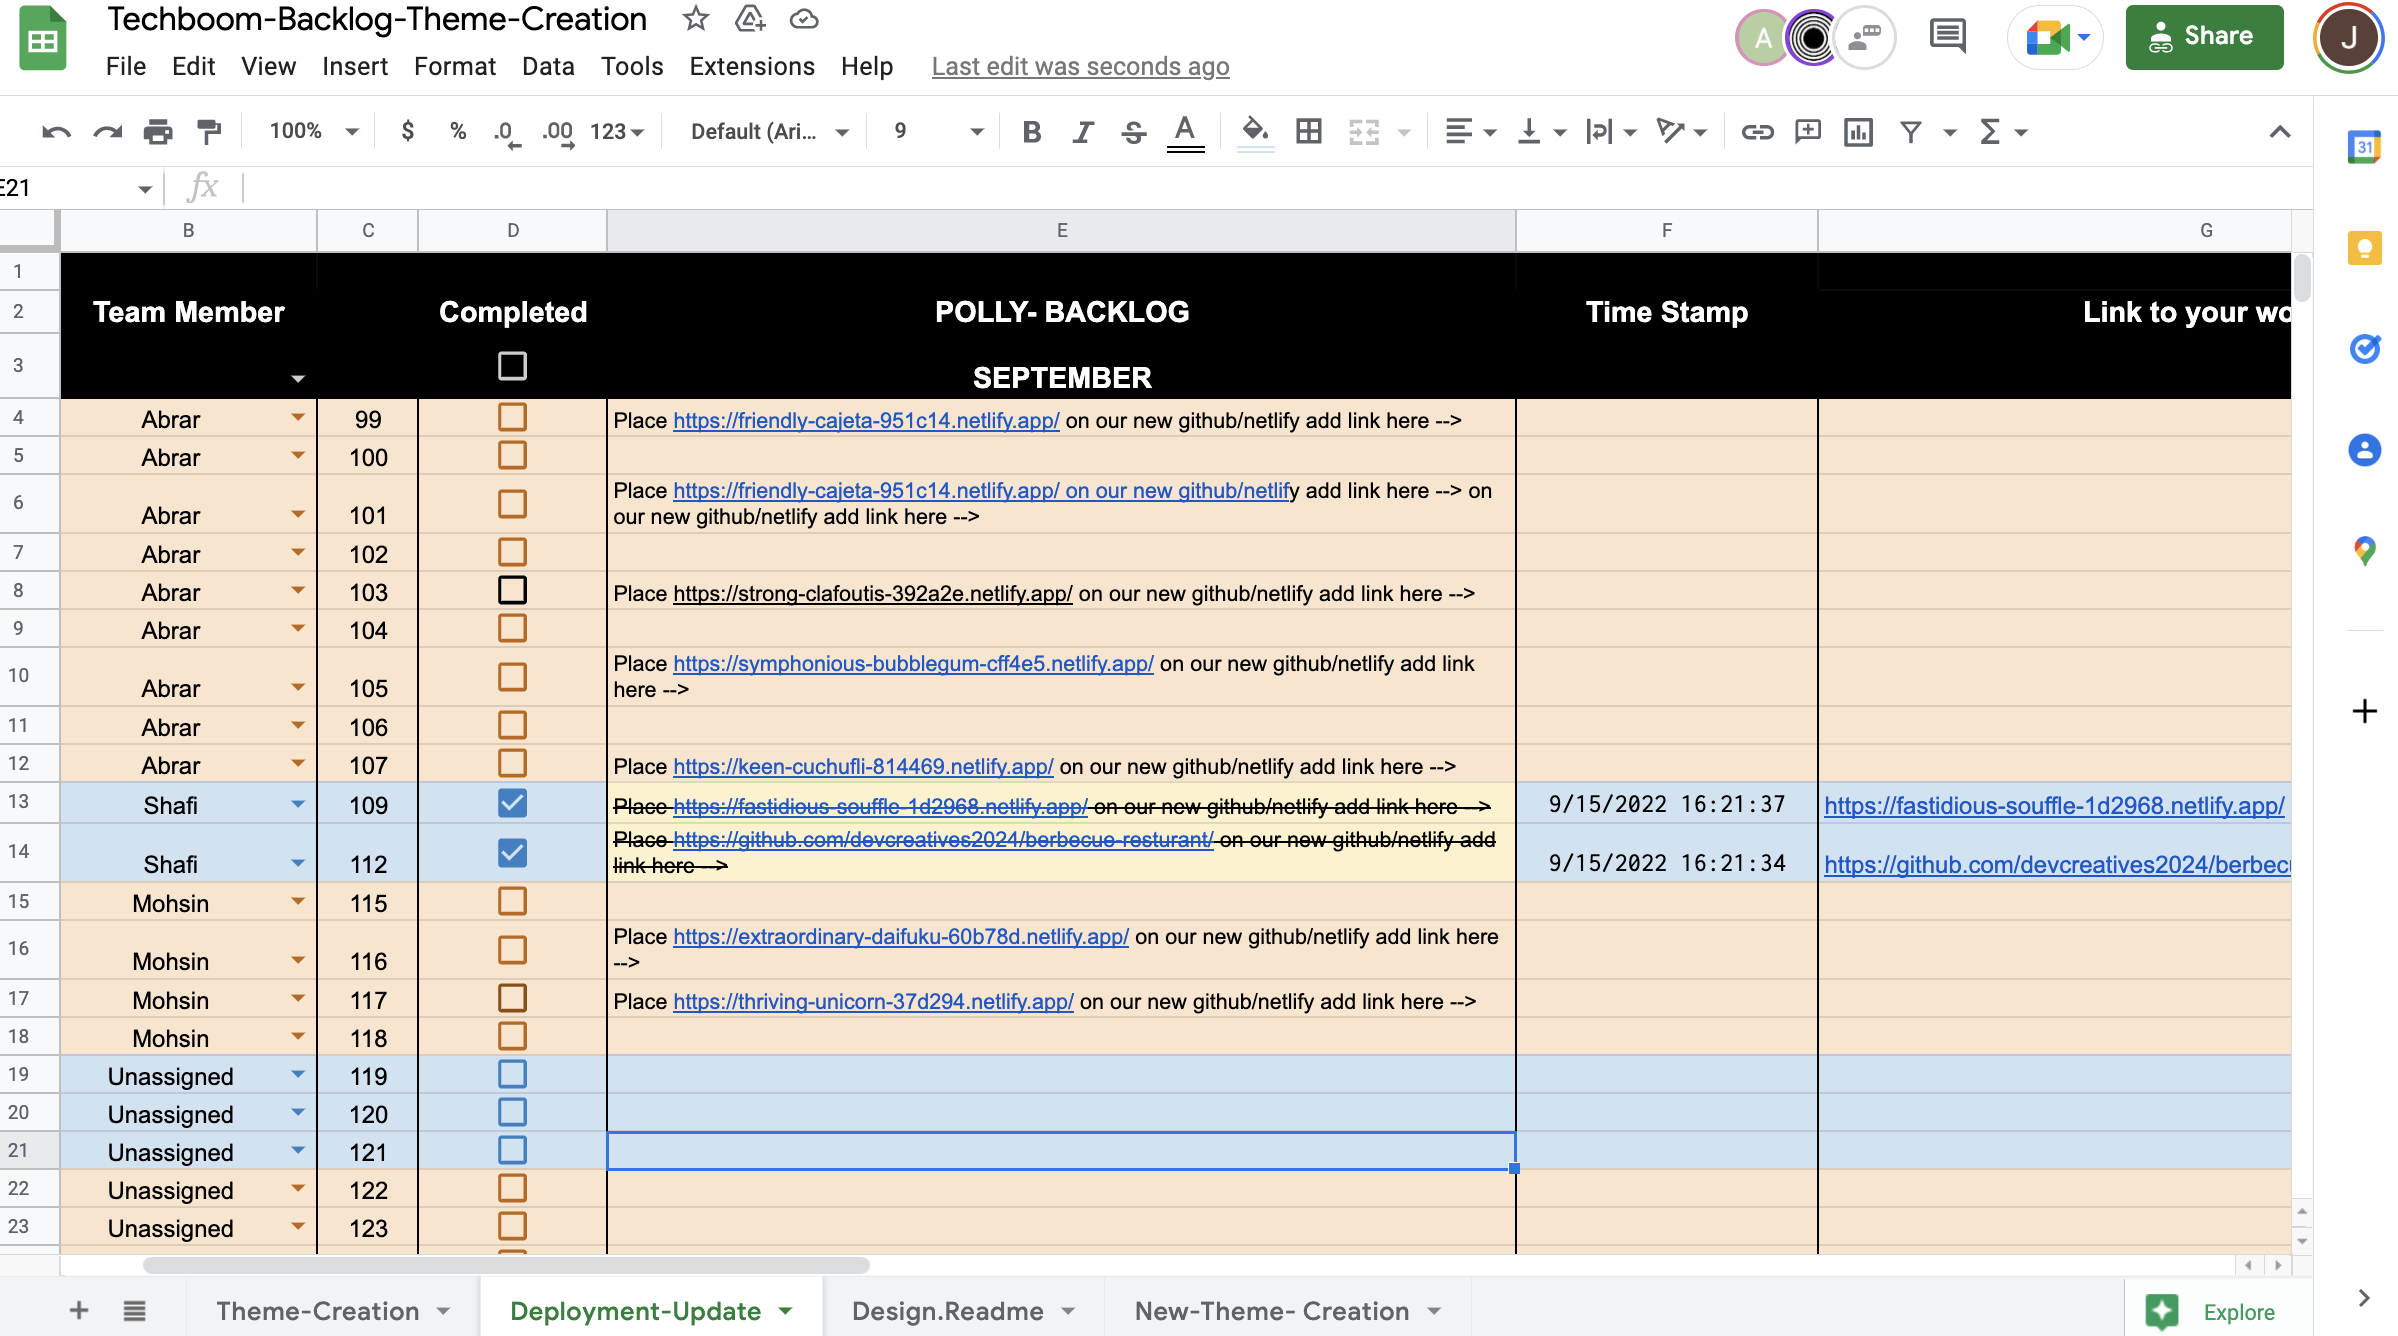 Techboom-Backlog-Theme-Creation
File Edit View Insert Format Data Tools Extensions Help Last edit was seconds ago
A
Share
J
100% $ % .0 .00 123 Default (Ari... 9 B I S A
31
E21 fx
B C D E F G
1
2 Team Member Completed POLLY- BACKLOG Time Stamp Link to your wo
3 SEPTEMBER
4 Abrar 99 Place https://friendly-cajeta-951c14.netlify.app/ on our new github/netlify add link here -->
5 Abrar 100
6 Abrar 101 Place https://friendly-cajeta-951c14.netlify.app/ on our new github/netlify add link here --> on
our new github/netlify add link here -->
7 Abrar 102
8 Abrar 103 Place https://strong-clafoutis-392a2e.netlify.app/ on our new github/netlify add link here -->
9 Abrar 104
10 Abrar 105 Place https://symphonious-bubblegum-cff4e5.netlify.app/ on our new github/netlify add link
here -->
11 Abrar 106
12 Abrar 107 Place https://keen-cuchufli-814469.netlify.app/ on our new github/netlify add link here -->
13 Shafi 109 Place https://fastidious-souffle-1d2968.netlify.app/ on our new github/netlify add link here --> 9/15/2022 16:21:37 https://fastidious-souffle-1d2968.netlify.app/
14 Shafi 112 Place https://github.com/devcreatives2024/berbecue-resturant/ on our new github/netlify add
link here --> 9/15/2022 16:21:34 https://github.com/devcreatives2024/berbec
15 Mohsin 115
16 Mohsin 116 Place https://extraordinary-daifuku-60b78d.netlify.app/ on our new github/netlify add link here
-->
17 Mohsin 117 Place https://thriving-unicorn-37d294.netlify.app/ on our new github/netlify add link here -->
18 Mohsin 118
19 Unassigned 119
20 Unassigned 120
21 Unassigned 121
22 Unassigned 122
23 Unassigned 123
Theme-Creation Deployment-Update Design.Readme New-Theme- Creation Explore